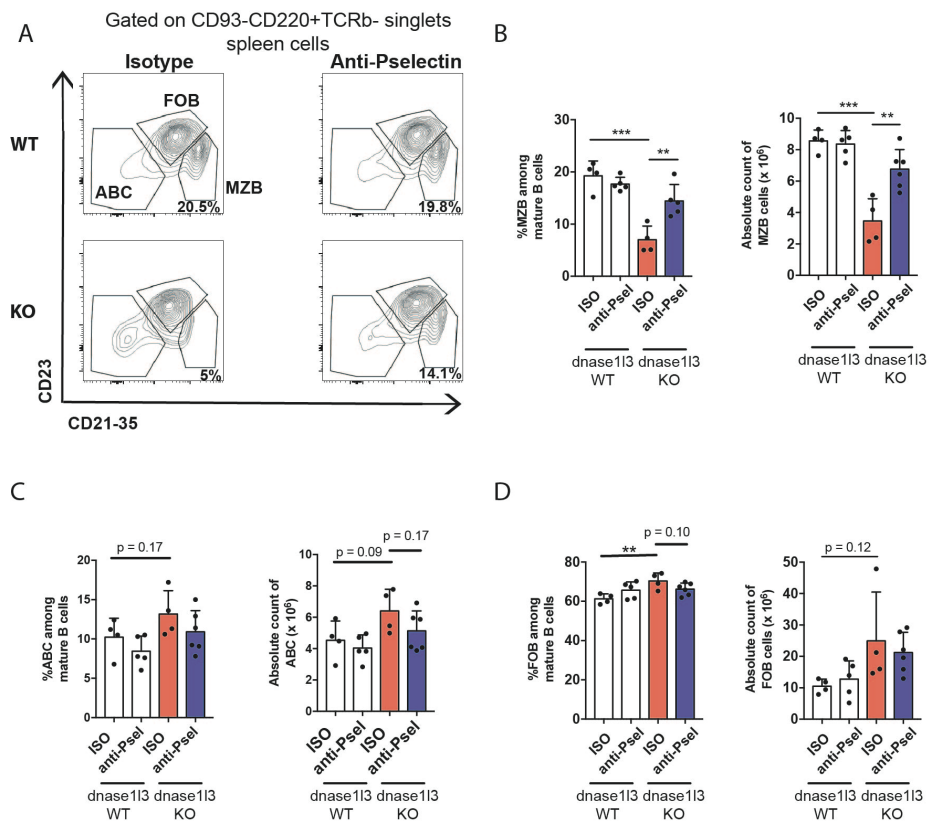 A
Gated on CD93-CD220+TCRb- singlets
spleen cells
Isotype
Anti-Pselectin
WT
FOB
ABC
MZB
20.5%
19.8%
KO
5%
14.1%
CD23
CD21-35
B
%MZB among
mature B cells
30
20
10
0
***
**
ISO
anti-Psel
ISO
anti-Psel
dnase1l3
WT
dnase1l3
KO
Absolute count of
MZB cells (x 10⁶)
10
8
6
4
2
0
***
**
ISO
anti-Psel
ISO
anti-Psel
dnase1l3
WT
dnase1l3
KO
C
%ABC among
mature B cells
20
15
10
5
0
p = 0.17
ISO
anti-Psel
ISO
anti-Psel
dnase1l3
WT
dnase1l3
KO
Absolute count of
ABC (x 10⁶)
10
8
6
4
2
0
p = 0.09
p = 0.17
ISO
anti-Psel
ISO
anti-Psel
dnase1l3
WT
dnase1l3
KO
D
%FOB among
mature B cells
80
60
40
20
0
**
p = 0.10
ISO
anti-Psel
ISO
anti-Psel
dnase1l3
WT
dnase1l3
KO
Absolute count of
FOB cells (x 10⁶)
50
40
30
20
10
0
p = 0.12
ISO
anti-Psel
ISO
anti-Psel
dnase1l3
WT
dnase1l3
KO